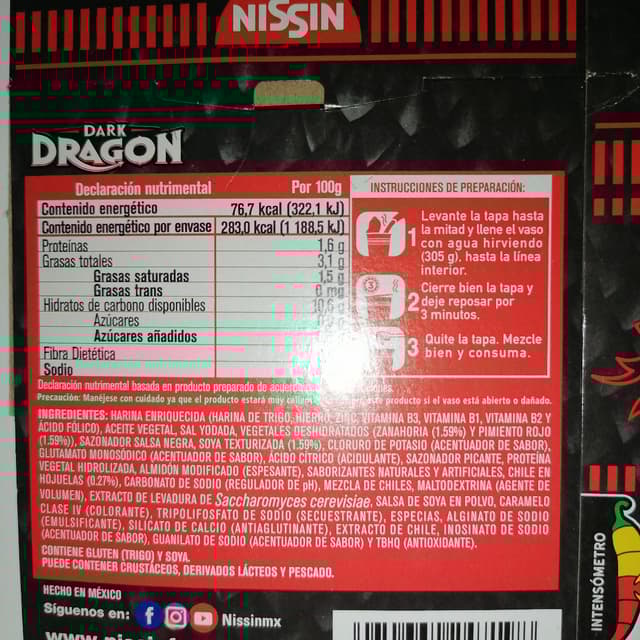 NISSIN
DARK
DRAGON
Declaración nutrimental Por 100g
Contenido energético 76,7 kcal (322,1 kJ)
Contenido energético por envase 283,0 kcal (1 188,5 kJ)
Proteínas 1,6 g
Grasas totales 3,1 g
Grasas saturadas 1,5 g
Grasas trans 0 mg
Hidratos de carbono disponibles 10,6 g
Azúcares
Azúcares añadidos
Fibra Dietética
Sodio
Declaración nutrimental basada en producto preparado de
Precaución: Manéjese con cuidado ya que el producto estará muy producto si el vaso está abierto o dañado.
INGREDIENTES: HARINA ENRIQUECIDA (HARINA DE TRIGO, HIERRO, ZINC, VITAMINA B3, VITAMINA B1, VITAMINA B2 Y
ÁCIDO FÓLICO), ACEITE VEGETAL, SAL YODADA, VEGETALES DESHIDRATADOS (ZANAHORIA (1.59%) Y PIMIENTO ROJO
(1.59%)), SAZONADOR SALSA NEGRA, SOYA TEXTURIZADA (1.59%), CLORURO DE POTASIO (ACENTUADOR DE SABOR),
GLUTAMATO MONOSÓDICO (ACENTUADOR DE SABOR), ÁCIDO CÍTRICO (ACIDULANTE), SAZONADOR PICANTE, PROTEÍNA
VEGETAL HIDROLIZADA, ALMIDÓN MODIFICADO (ESPESANTE), SABORIZANTES NATURALES Y ARTIFICIALES, CHILE EN
HOJUELAS (0.27%), CARBONATO DE SODIO (REGULADOR DE pH), MEZCLA DE CHILES, MALTODEXTRINA (AGENTE DE
VOLUMEN), EXTRACTO DE LEVADURA DE Saccharomyces cerevisiae, SALSA DE SOYA EN POLVO, CARAMELO
CLASE IV (COLORANTE), TRIPOLIFOSFATO DE SODIO (SECUESTRANTE), ESPECIAS, ALGINATO DE SODIO
(EMULSIFICANTE), SILICATO DE CALCIO (ANTIAGLUTINANTE), EXTRACTO DE CHILE, INOSINATO DE SODIO
(ACENTUADOR DE SABOR), GUANILATO DE SODIO (ACENTUADOR DE SABOR) Y TBHQ (ANTIOXIDANTE).
CONTIENE GLUTEN (TRIGO) Y SOYA.
PUEDE CONTENER CRUSTÁCEOS, DERIVADOS LÁCTEOS Y PESCADO.
HECHO EN MÉXICO
Síguenos en: Nissinmx
INSTRUCCIONES DE PREPARACIÓN:
1 Levante la tapa hasta
la mitad y llene el vaso
con agua hirviendo
(305 g). hasta la línea
interior.
2 Cierre bien la tapa y
deje reposar por
3 minutos.
3 Quite la tapa. Mezcle
bien y consuma.
INTENSÓMETRO